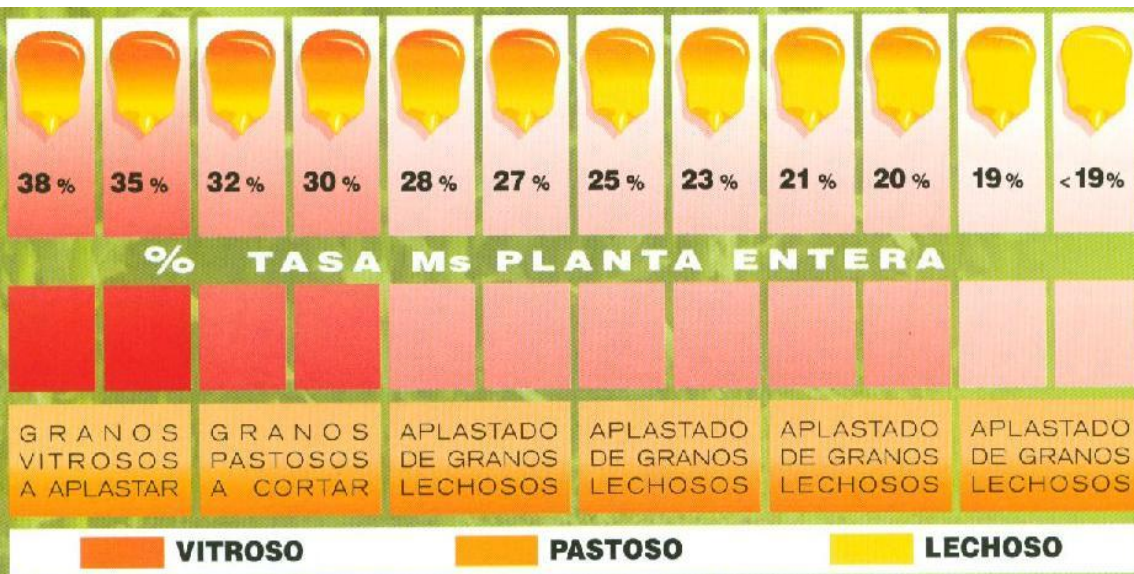 38 % 35 % 32 % 30 % 28 % 27 % 25 % 23 % 21 % 20 % 19 % <19%
% TASA Ms PLANTA ENTERA
GRANOS
VITROSOS
A APLASTAR
GRANOS
PASTOSOS
A CORTAR
APLASTADO
DE GRANOS
LECHOSOS
APLASTADO
DE GRANOS
LECHOSOS
APLASTADO
DE GRANOS
LECHOSOS
APLASTADO
DE GRANOS
LECHOSOS
VITROSO PASTOSO LECHOSO